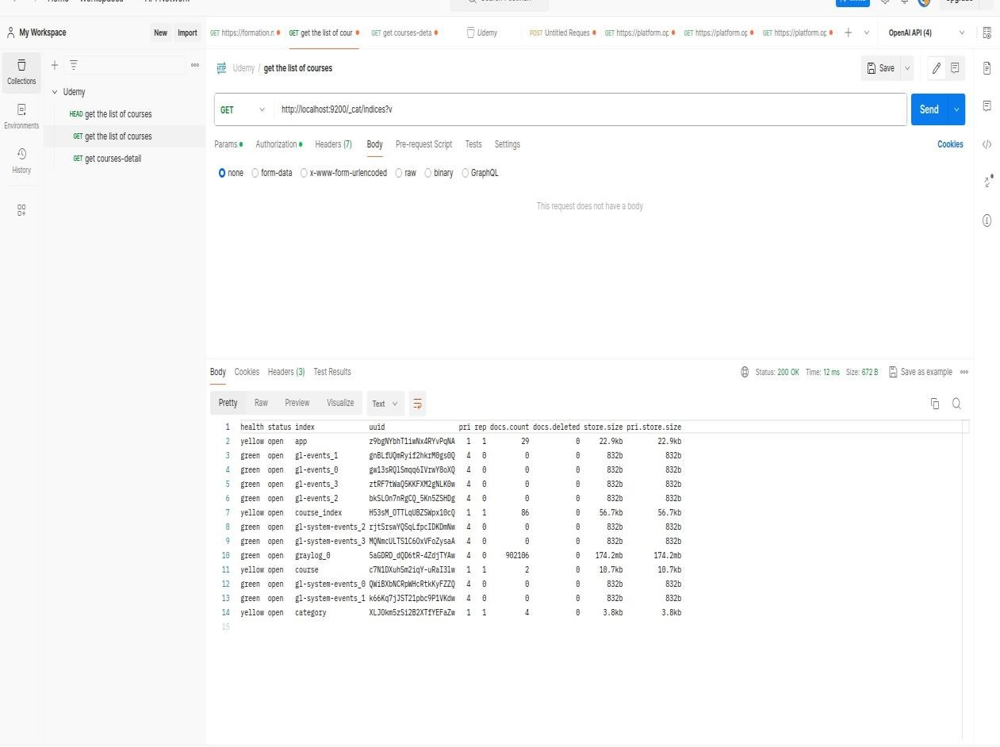 Home Workspaces API Network Search Postman Invite Upgrade
My Workspace New Import
GET https://formation.n GET get the list of cour GET get courses-deta Udemy POST Untitled Reques GET https://platform.op GET https://platform.op GET https://platform.op OpenAI API (4)
Collections
Environments
History
Udemy
HEAD get the list of courses
GET get the list of courses
GET get courses-detail
HTTP Udemy / get the list of courses Save
GET http://localhost:9200/_cat/indices?v Send
Params Authorization Headers (7) Body Pre-request Script Tests Settings Cookies
none form-data x-www-form-urlencoded raw binary GraphQL
This request does not have a body
Body Cookies Headers (3) Test Results Status: 200 OK Time: 12 ms Size: 672 B Save as example
Pretty Raw Preview Visualize Text
1 health status index uuid pri rep docs.count docs.deleted store.size pri.store.size
2 yellow open app z9bgNYbhT1iwNx4RYvPqNA 1 1 29 0 22.9kb 22.9kb
3 green open gl-events_1 gnBLfUQmRyif2hkrM0gs0Q 4 0 0 0 832b 832b
4 green open gl-events_0 gw13sRQlSmqq6IVrwY8oXQ 4 0 0 0 832b 832b
5 green open gl-events_3 ztRF7tWaQ5KKFXM2gNLK0w 4 0 0 0 832b 832b
6 green open gl-events_2 bkSLOn7nRgCQ_5Kn5ZSHDg 4 0 0 0 832b 832b
7 yellow open course_index H53sM_OTTLqUBZSWpx10cQ 1 1 86 0 56.7kb 56.7kb
8 green open gl-system-events_2 rjtSrswYQSqLfpcIDKDmNw 4 0 0 0 832b 832b
9 green open gl-system-events_3 MQNmcULTS1C6OxVFoZysaA 4 0 0 0 832b 832b
10 green open graylog_0 5aGDRD_dQD6tR-4ZdjTYAw 4 0 902106 0 174.2mb 174.2mb
11 yellow open course c7N1DXuhSm2iqY-uRaI3lw 1 1 2 0 10.7kb 10.7kb
12 green open gl-system-events_0 QWiBXbNCRpWHcRtkKyFZZQ 4 0 0 0 832b 832b
13 green open gl-system-events_1 k66Kq7jJST21pbc9P1VKdw 4 0 0 0 832b 832b
14 yellow open category XLJOkm5zSi2B2XTfYEFaZw 1 1 4 0 3.8kb 3.8kb
15